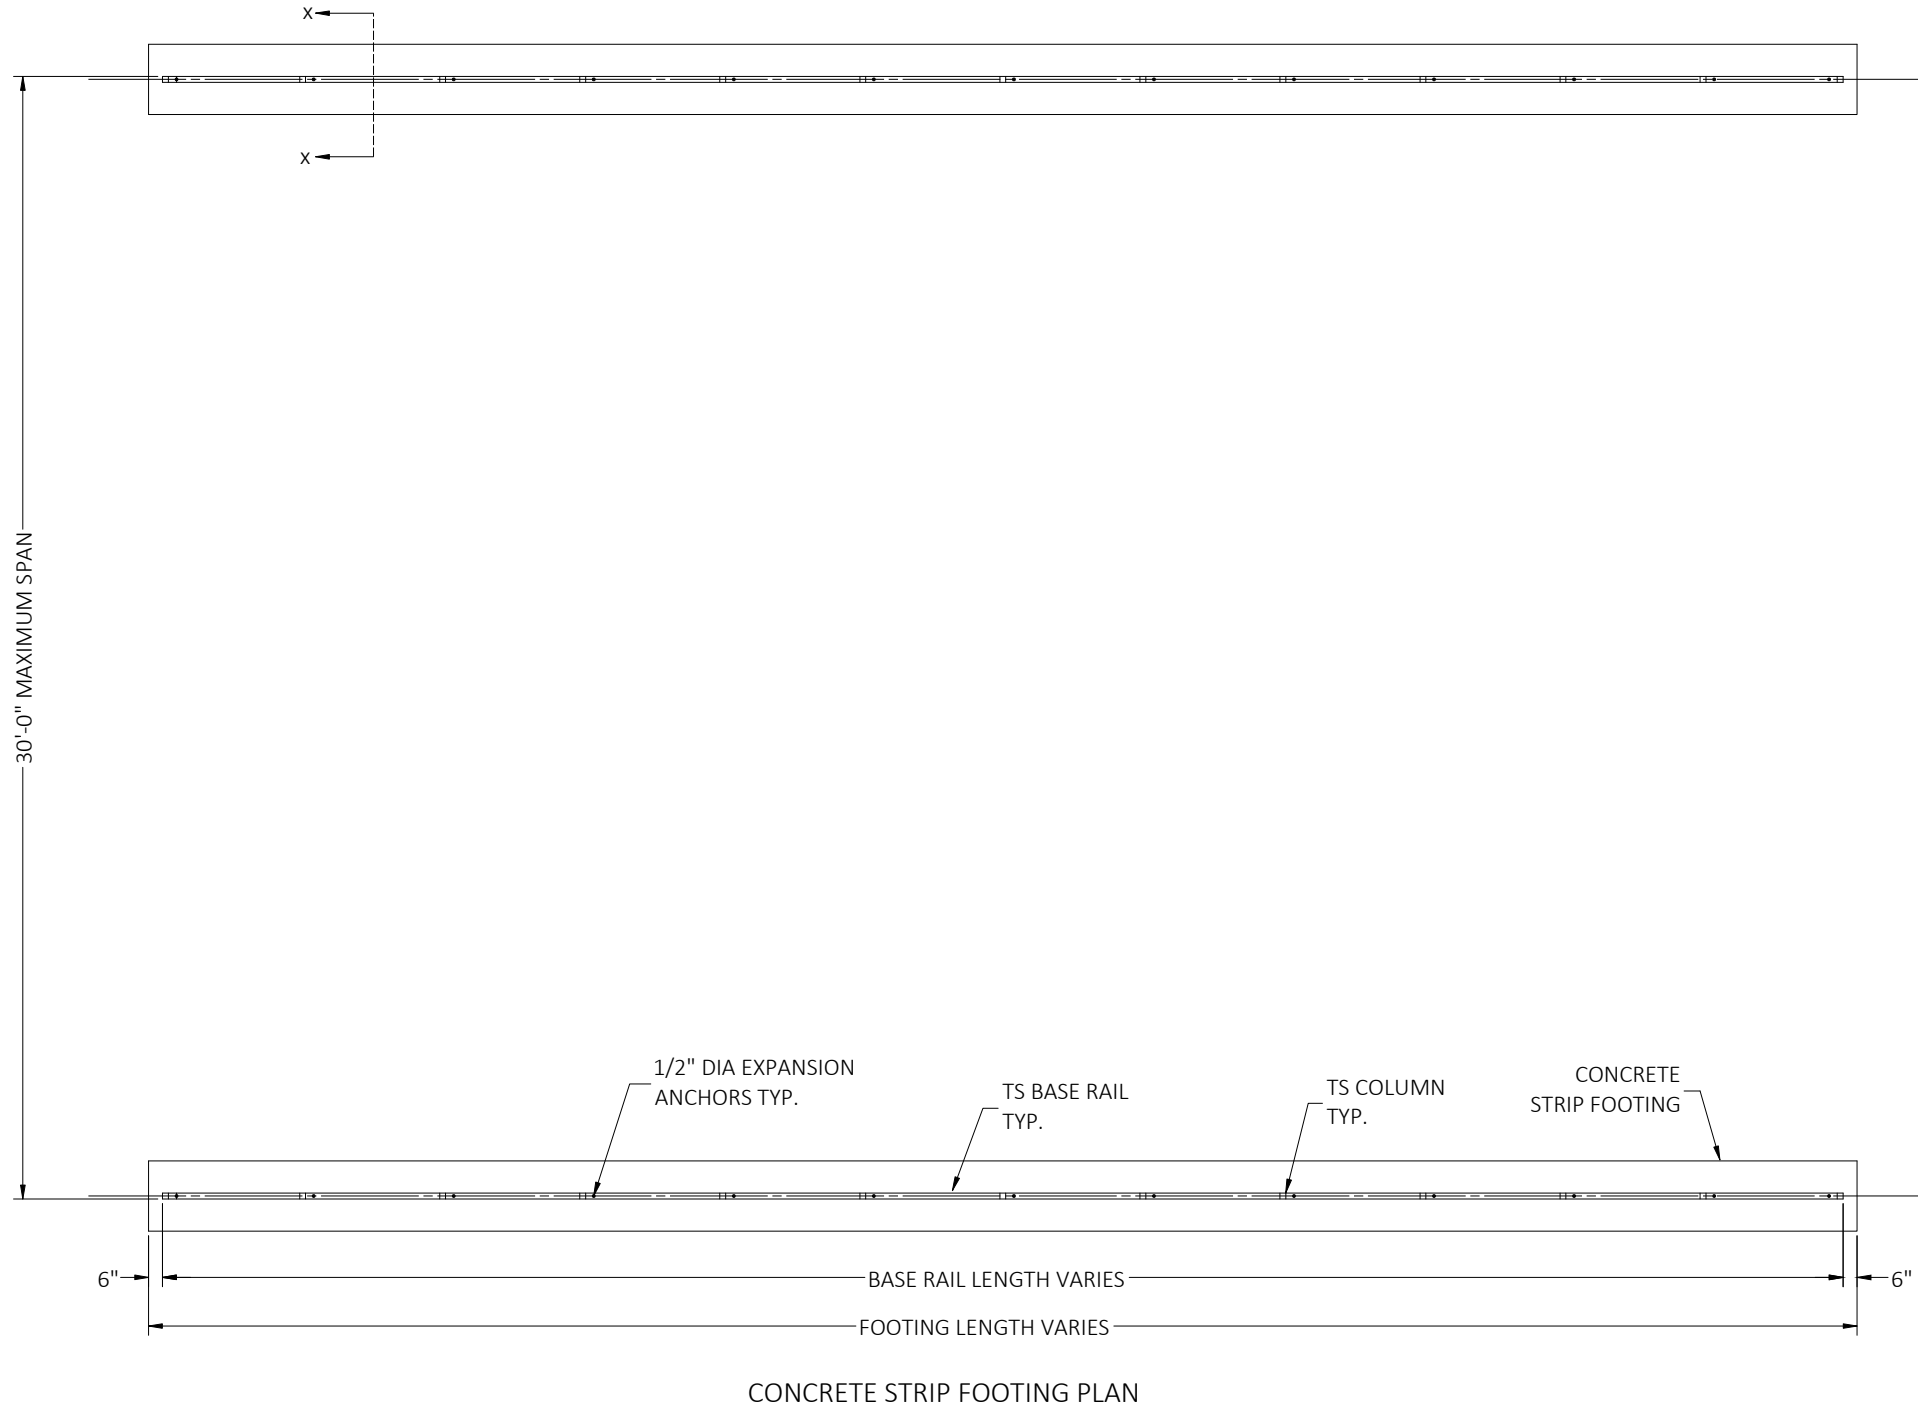 X
X
30'-0" MAXIMUM SPAN
1/2" DIA EXPANSION
ANCHORS TYP.
TS BASE RAIL
TYP.
TS COLUMN
TYP.
CONCRETE
STRIP FOOTING
6"
BASE RAIL LENGTH VARIES
6"
FOOTING LENGTH VARIES
CONCRETE STRIP FOOTING PLAN